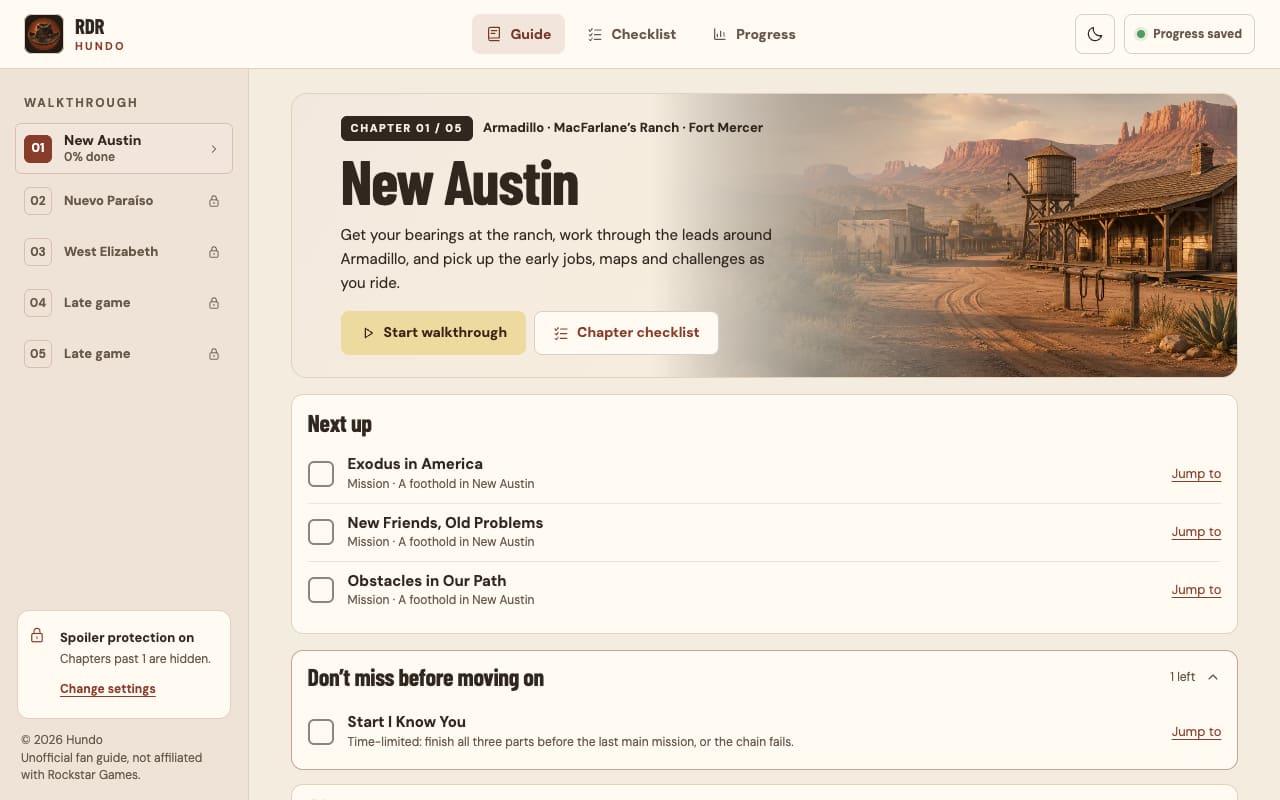 RDR
HUNDO
Guide
Checklist
Progress
Progress saved
WALKTHROUGH
01
New Austin
0% done
02
Nuevo Paraíso
03
West Elizabeth
04
Late game
05
Late game
Spoiler protection on
Chapters past 1 are hidden.
Change settings
© 2026 Hundo
Unofficial fan guide, not affiliated
with Rockstar Games.
CHAPTER 01 / 05
Armadillo · MacFarlane’s Ranch · Fort Mercer
New Austin
Get your bearings at the ranch, work through the leads around
Armadillo, and pick up the early jobs, maps and challenges as
you ride.
Start walkthrough
Chapter checklist
Next up
Exodus in America
Mission · A foothold in New Austin
Jump to
New Friends, Old Problems
Mission · A foothold in New Austin
Jump to
Obstacles in Our Path
Mission · A foothold in New Austin
Jump to
Don’t miss before moving on
1 left
Start I Know You
Time-limited: finish all three parts before the last main mission, or the chain fails.
Jump to